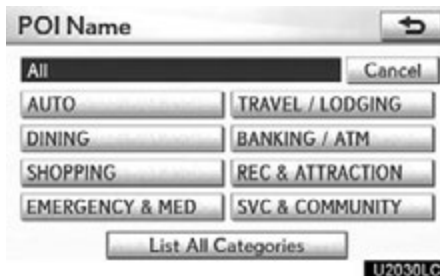 POI Name
All Cancel
AUTO TRAVEL / LODGING
DINING BANKING / ATM
SHOPPING REC & ATTRACTION
EMERGENCY & MED SVC & COMMUNITY
List All Categories
U2030LC